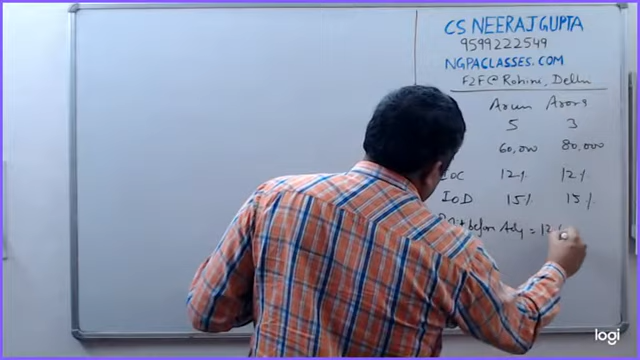 CS NEERAJ GUPTA
9599222549
NGPACLASSES.COM
F2F @ Rohini, Delhi
Arun Arora
5 3
60,000 80,000
IOC 12% 12%
IOD 15% 15%
before Adj = 12
logi